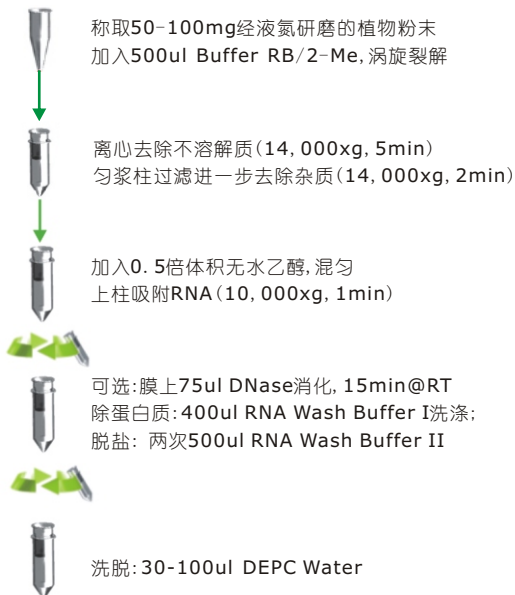 称取50-100mg经液氮研磨的植物粉末
加入500ul Buffer RB/2-Me,涡旋裂解
离心去除不溶解质(14,000xg,5min)
匀浆柱过滤进一步去除杂质(14,000xg,2min)
加入0.5倍体积无水乙醇,混匀
上柱吸附RNA(10,000xg,1min)
可选:膜上75ul DNase消化,15min@RT
除蛋白质:400ul RNA Wash Buffer I洗涤;
脱盐: 两次500ul RNA Wash Buffer II
洗脱:30-100ul DEPC Water